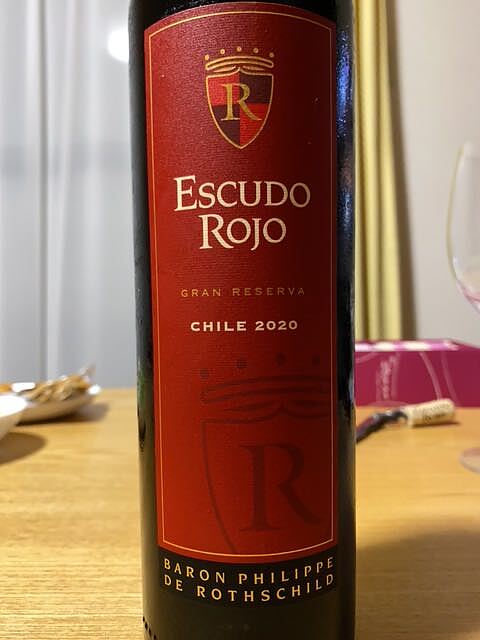 R
ESCUDO
ROJO
GRAN RESERVA
CHILE 2020
R
BARON PHILIPPE
DE ROTHSCHILD